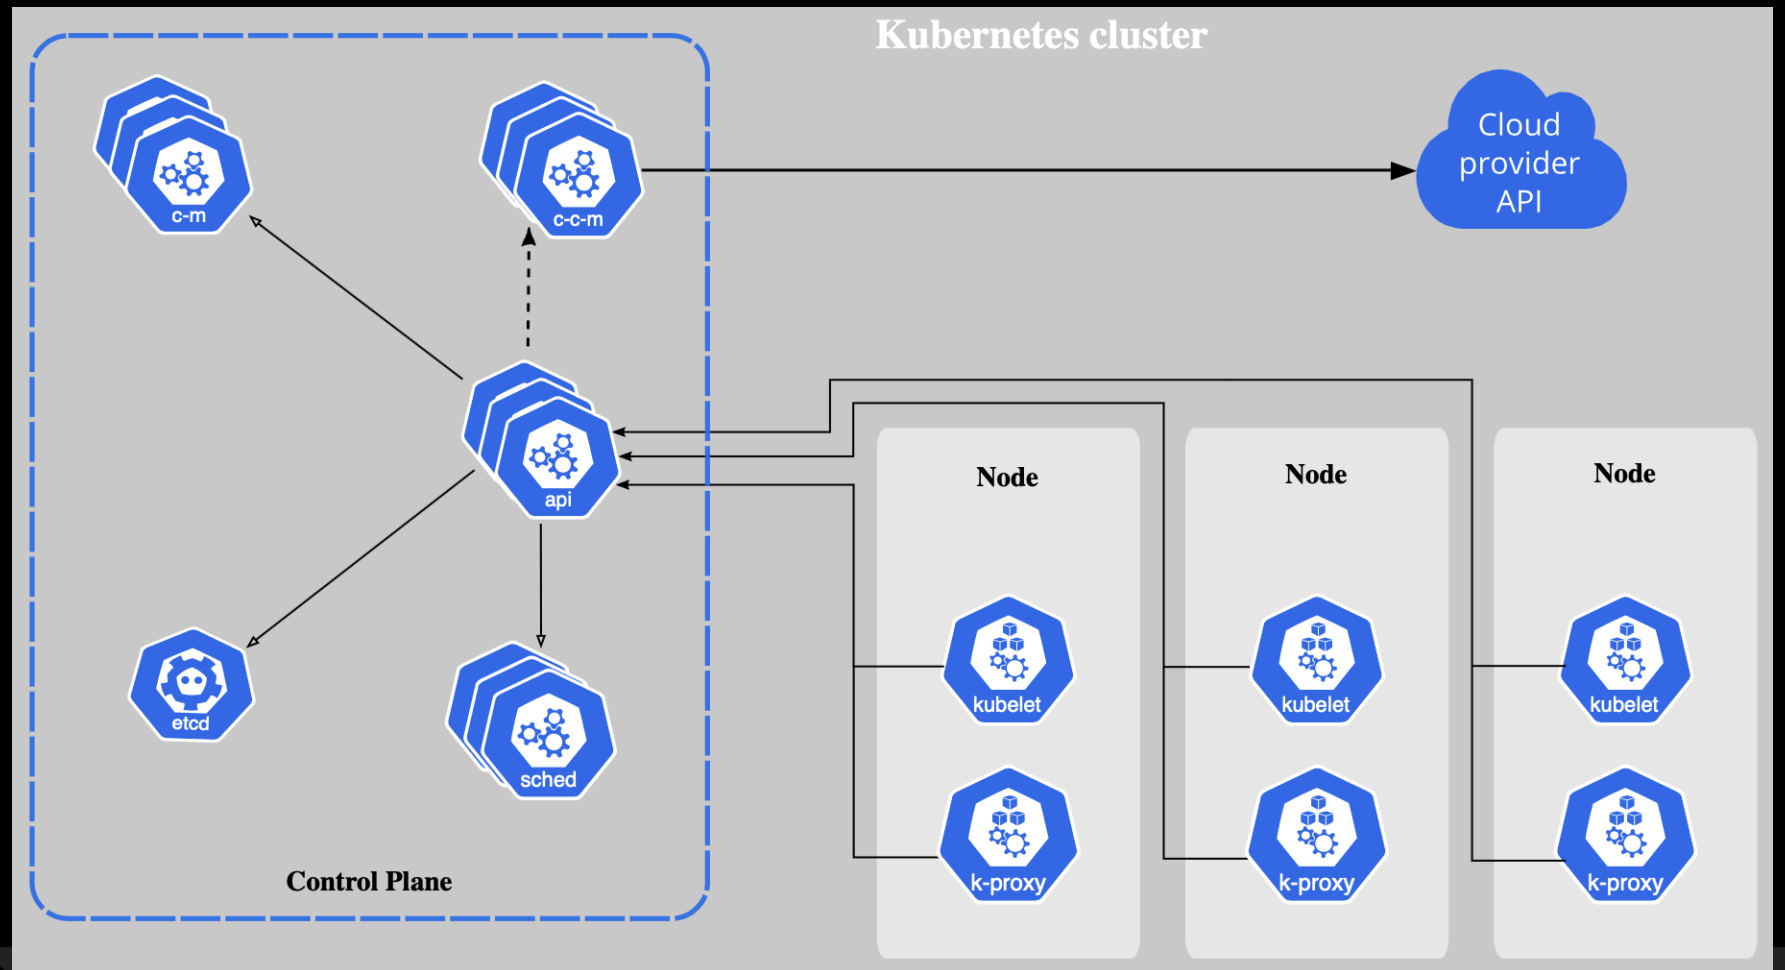 Kubernetes cluster
c-m
c-c-m
Cloud
provider
API
api
etcd
sched
Control Plane
Node
kubelet
k-proxy
Node
kubelet
k-proxy
Node
kubelet
k-proxy